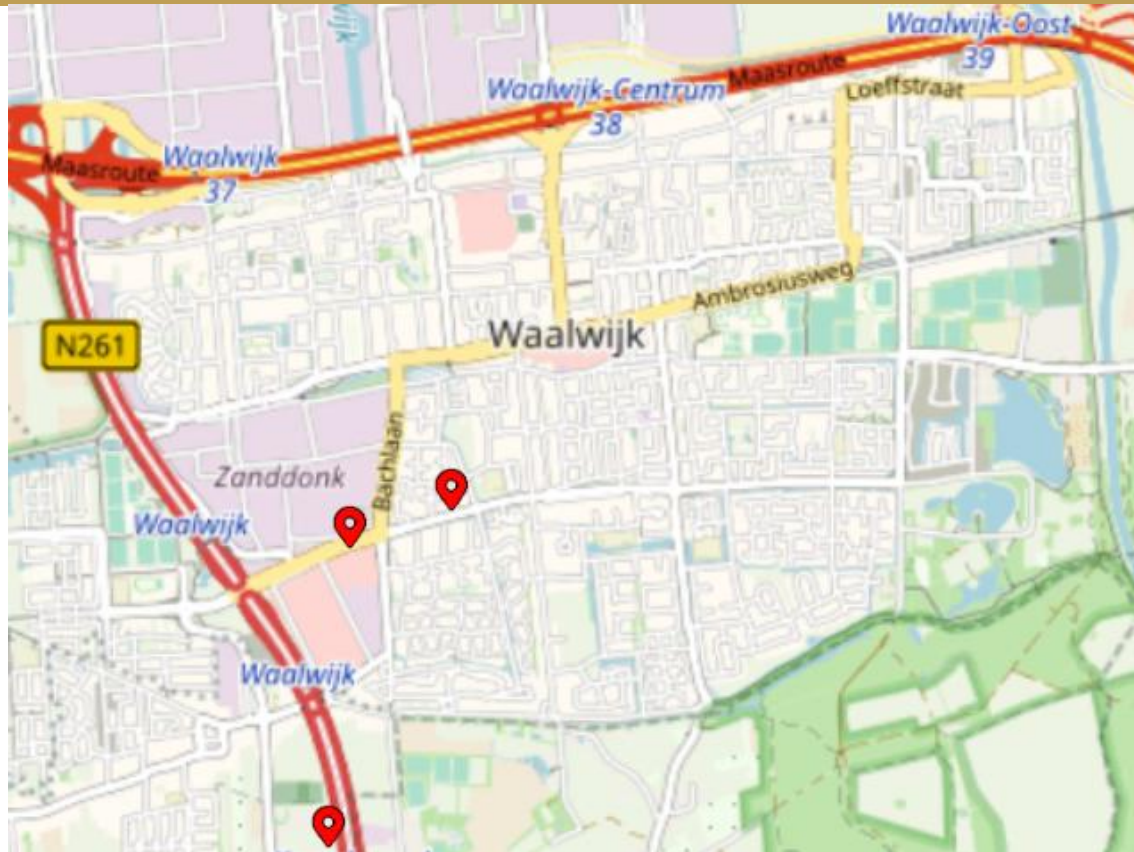 Waalwijk-Oost
39
Waalwijk-Centrum
38
Maasroute
Loeffstraat
Maasroute
Waalwijk
37
Ambrosiusweg
Waalwijk
N261
Bachlaan
Zanddonk
Waalwijk
Waalwijk